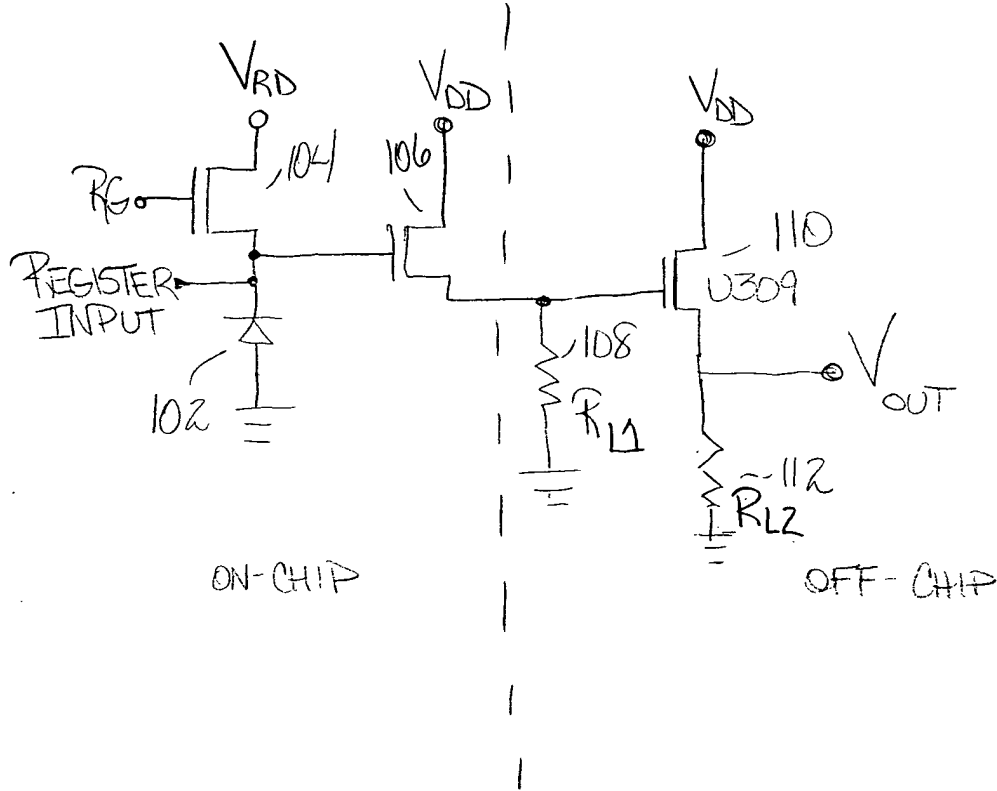 VRD
VDD
VDD
104
106
RG
110
U309
REGISTER
INPUT
108
RL1
VOUT
102
112
RL2
ON-CHIP
OFF-CHIP